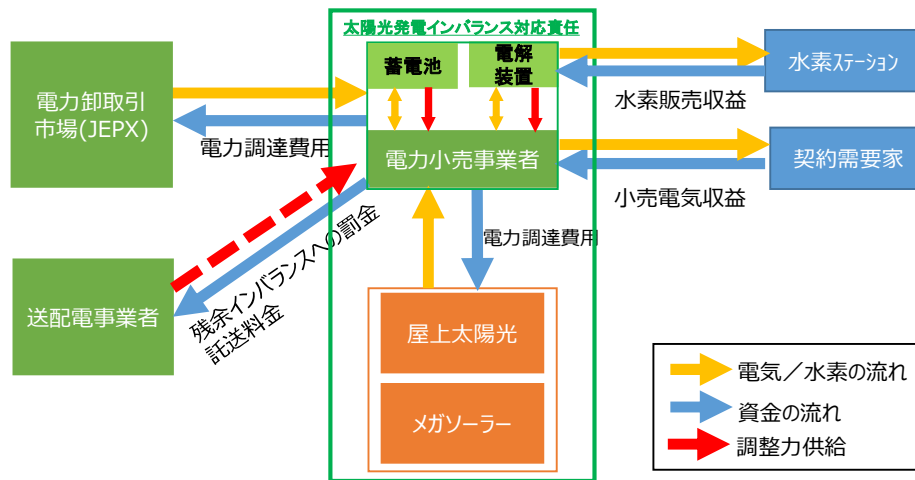 太陽光発電インバランス対応責任
蓄電池
電解
装置
水素ステーション
電力卸取引
市場(JEPX)
水素販売収益
電力調達費用
電力小売事業者
契約需要家
小売電気収益
電力調達費用
残余インバランスへの罰金
託送料金
送配電事業者
屋上太陽光
メガソーラー
電気／水素の流れ
資金の流れ
調整力供給